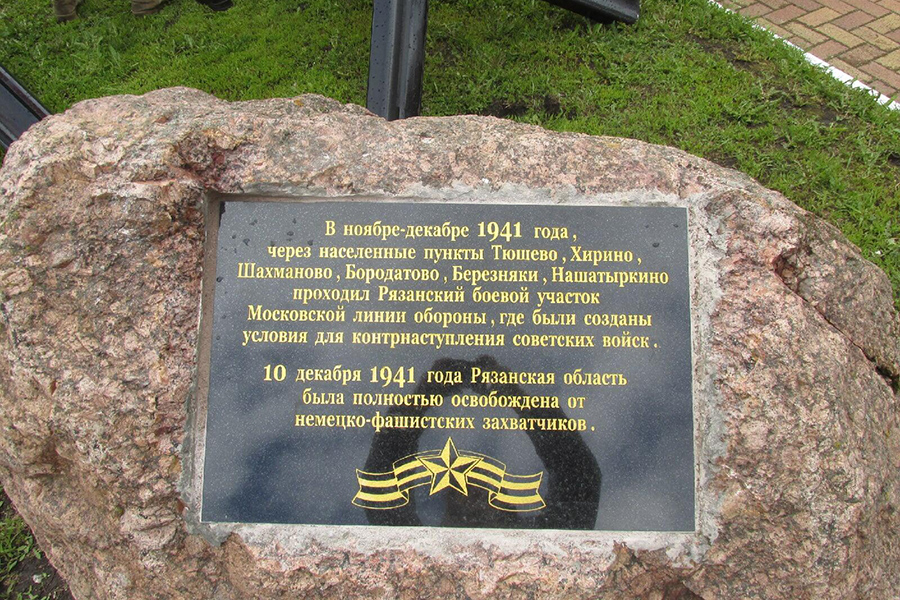 В ноябре-декабре 1941 года,
через населенные пункты Тюшево, Хирино,
Шахманово, Бородатово, Березняки, Нашатыркино
проходил Рязанский боевой участок
Московской линии обороны, где были созданы
условия для контрнаступления советских войск.
10 декабря 1941 года Рязанская область
была полностью освобождена от
немецко-фашистских захватчиков.